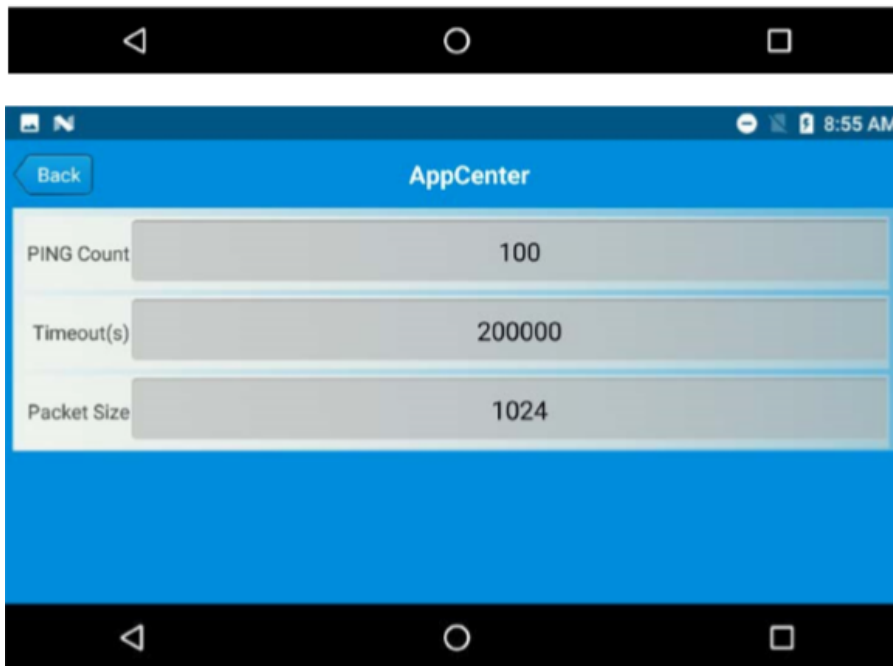 8:55 AM
Back
AppCenter
PING Count 100
Timeout(s) 200000
Packet Size 1024